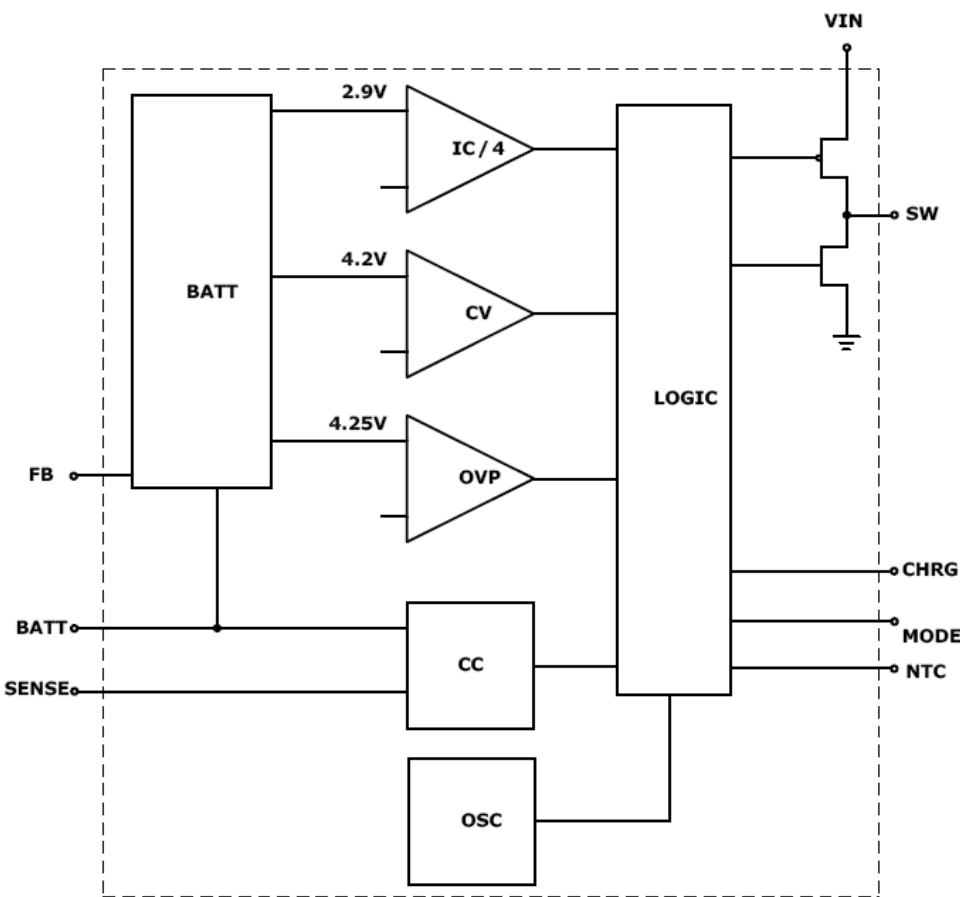 VIN
2.9V
IC/4
SW
4.2V
BATT
CV
LOGIC
4.25V
FB
OVP
CHRG
BATT
MODE
CC
NTC
SENSE
OSC